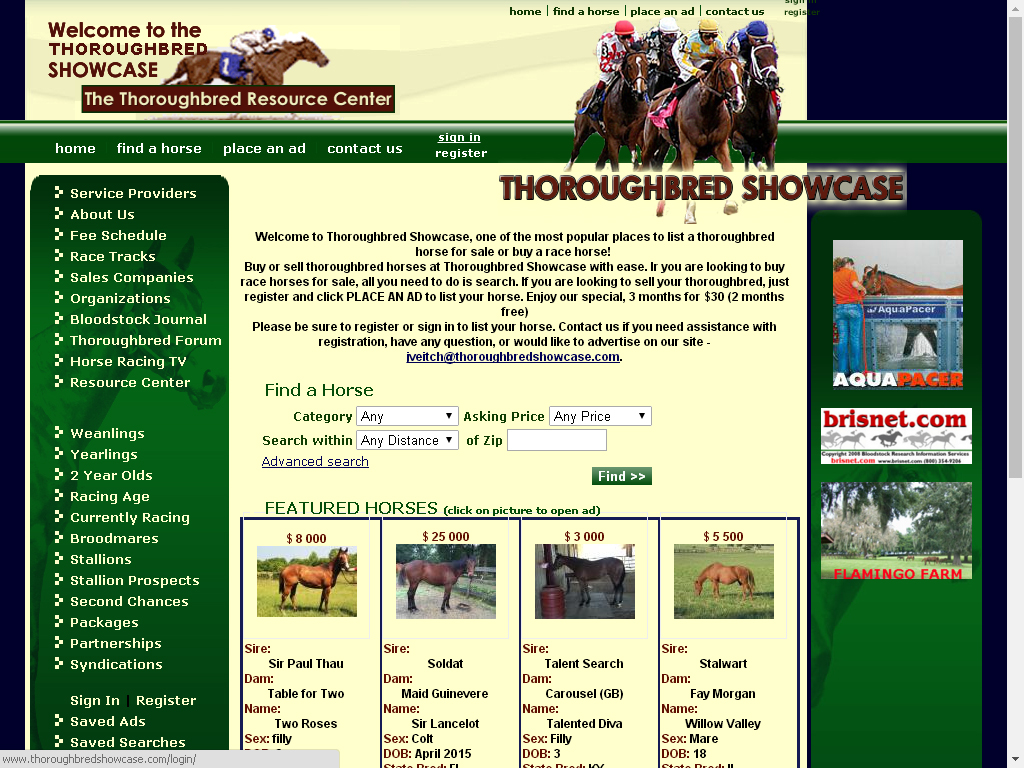 home | find a horse | place an ad | contact us
sign in
register
Welcome to the
THOROUGHBRED
SHOWCASE
The Thoroughbred Resource Center
home find a horse place an ad contact us
sign in
register
THOROUGHBRED SHOWCASE
Service Providers
About Us
Fee Schedule
Race Tracks
Sales Companies
Organizations
Bloodstock Journal
Thoroughbred Forum
Horse Racing TV
Resource Center
Weanlings
Yearlings
2 Year Olds
Racing Age
Currently Racing
Broodmares
Stallions
Stallion Prospects
Second Chances
Packages
Partnerships
Syndications
Sign In | Register
Saved Ads
Saved Searches
Welcome to Thoroughbred Showcase, one of the most popular places to list a thoroughbred
horse for sale or buy a race horse!
Buy or sell thoroughbred horses at Thoroughbred Showcase with ease. Ir you are looking to buy
race horses for sale, all you need to do is search. If you are looking to sell your thoroughbred, just
register and click PLACE AN AD to list your horse. Enjoy our special, 3 months for $30 (2 months
free)
Please be sure to register or sign in to list your horse. Contact us if you need assistance with
registration, have any question, or would like to advertise on our site -
jveitch@thoroughbredshowcase.com.
Find a Horse
Category Any Asking Price Any Price
Search within Any Distance of Zip
Advanced search
Find >>
FEATURED HORSES (click on picture to open ad)
$ 8 000
Sire:
Sir Paul Thau
Dam:
Table for Two
Name:
Two Roses
Sex: filly
$ 25 000
Sire:
Soldat
Dam:
Maid Guinevere
Name:
Sir Lancelot
Sex: Colt
DOB: April 2015
State Bred: FL
$ 3 000
Sire:
Talent Search
Dam:
Carousel (GB)
Name:
Talented Diva
Sex: Filly
DOB: 3
State Bred: KY
$ 5 500
Sire:
Stalwart
Dam:
Fay Morgan
Name:
Willow Valley
Sex: Mare
DOB: 18
State Bred: IL
AquaPacer
AQUAPACER
brisnet.com
Copyright 2008 Bloodstock Research Information Services
brisnet.com www.brisnet.com (800) 354-9206
FLAMINGO FARM
www.thoroughbredshowcase.com/login/